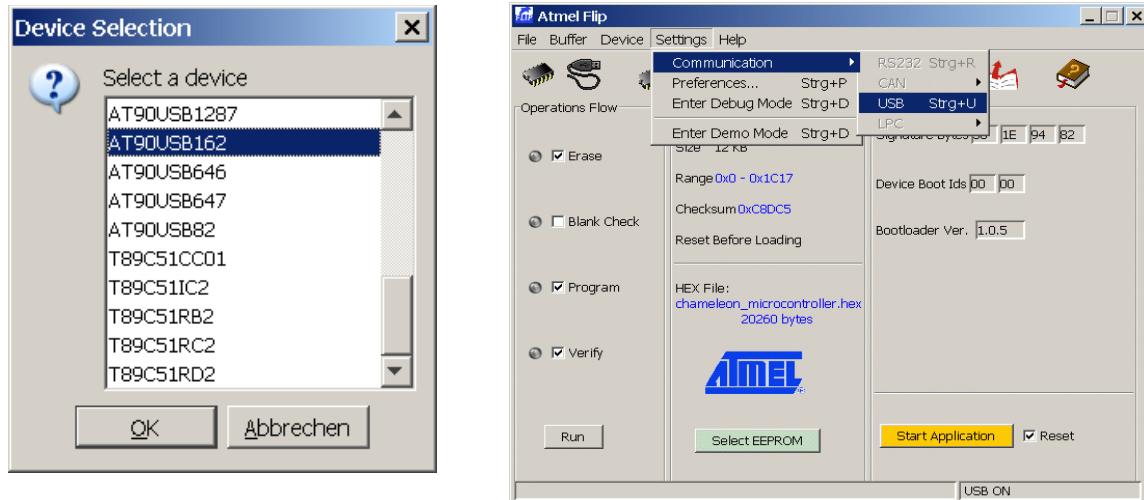 Device Selection
Select a device
AT90USB1287
AT90USB162
AT90USB646
AT90USB647
AT90USB82
T89C51CC01
T89C51IC2
T89C51RB2
T89C51RC2
T89C51RD2
OK
Abbrechen
Atmel Flip
File Buffer Device Settings Help
Communication
Preferences... Strg+P
Enter Debug Mode Strg+D
Enter Demo Mode Strg+D
RS232 Strg+R
CAN
USB Strg+U
LPC
Operations Flow
Erase
Blank Check
Program
Verify
Run
Size 12 KB
Range 0x0 - 0x1C17
Checksum 0xC8DC5
Reset Before Loading
HEX File:
chameleon_microcontroller.hex
20260 bytes
ATMEL
Select EEPROM
Signature Bytes 1E 94 82
Device Boot Ids 00 00
Bootloader Ver. 1.0.5
Start Application Reset
USB ON